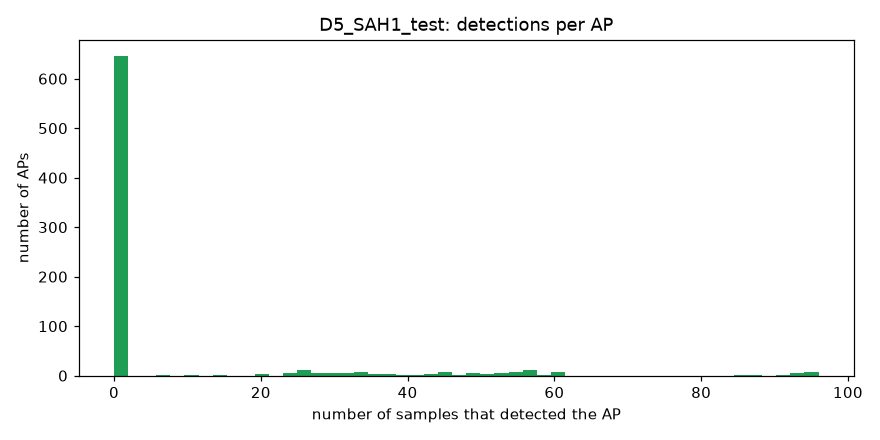 D5_SAH1_test: detections per AP
number of APs
600
500
400
300
200
100
0
0 20 40 60 80 100
number of samples that detected the AP